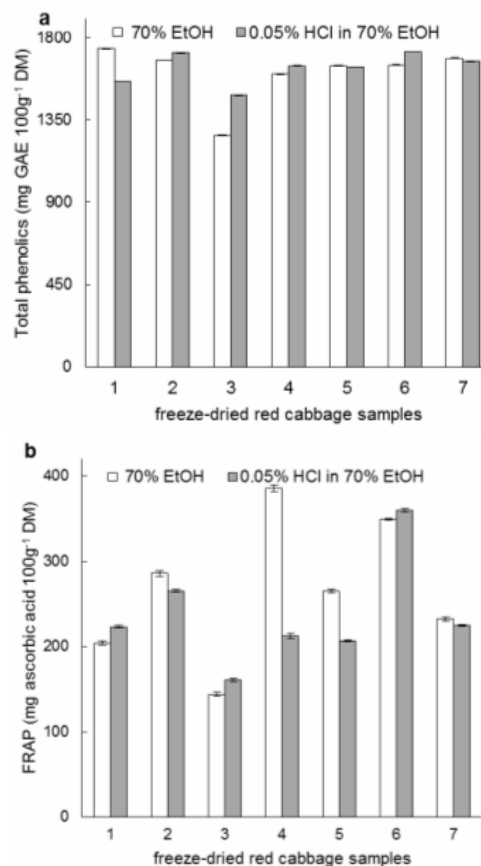 a
70% EtOH 0.05% HCl in 70% EtOH
Total phenolics (mg GAE 100g⁻¹ DM)
1800
1350
900
450
0
1 2 3 4 5 6 7
freeze-dried red cabbage samples
b
70% EtOH 0.05% HCl in 70% EtOH
FRAP (mg ascorbic acid 100g⁻¹ DM)
400
300
200
100
0
1 2 3 4 5 6 7
freeze-dried red cabbage samples